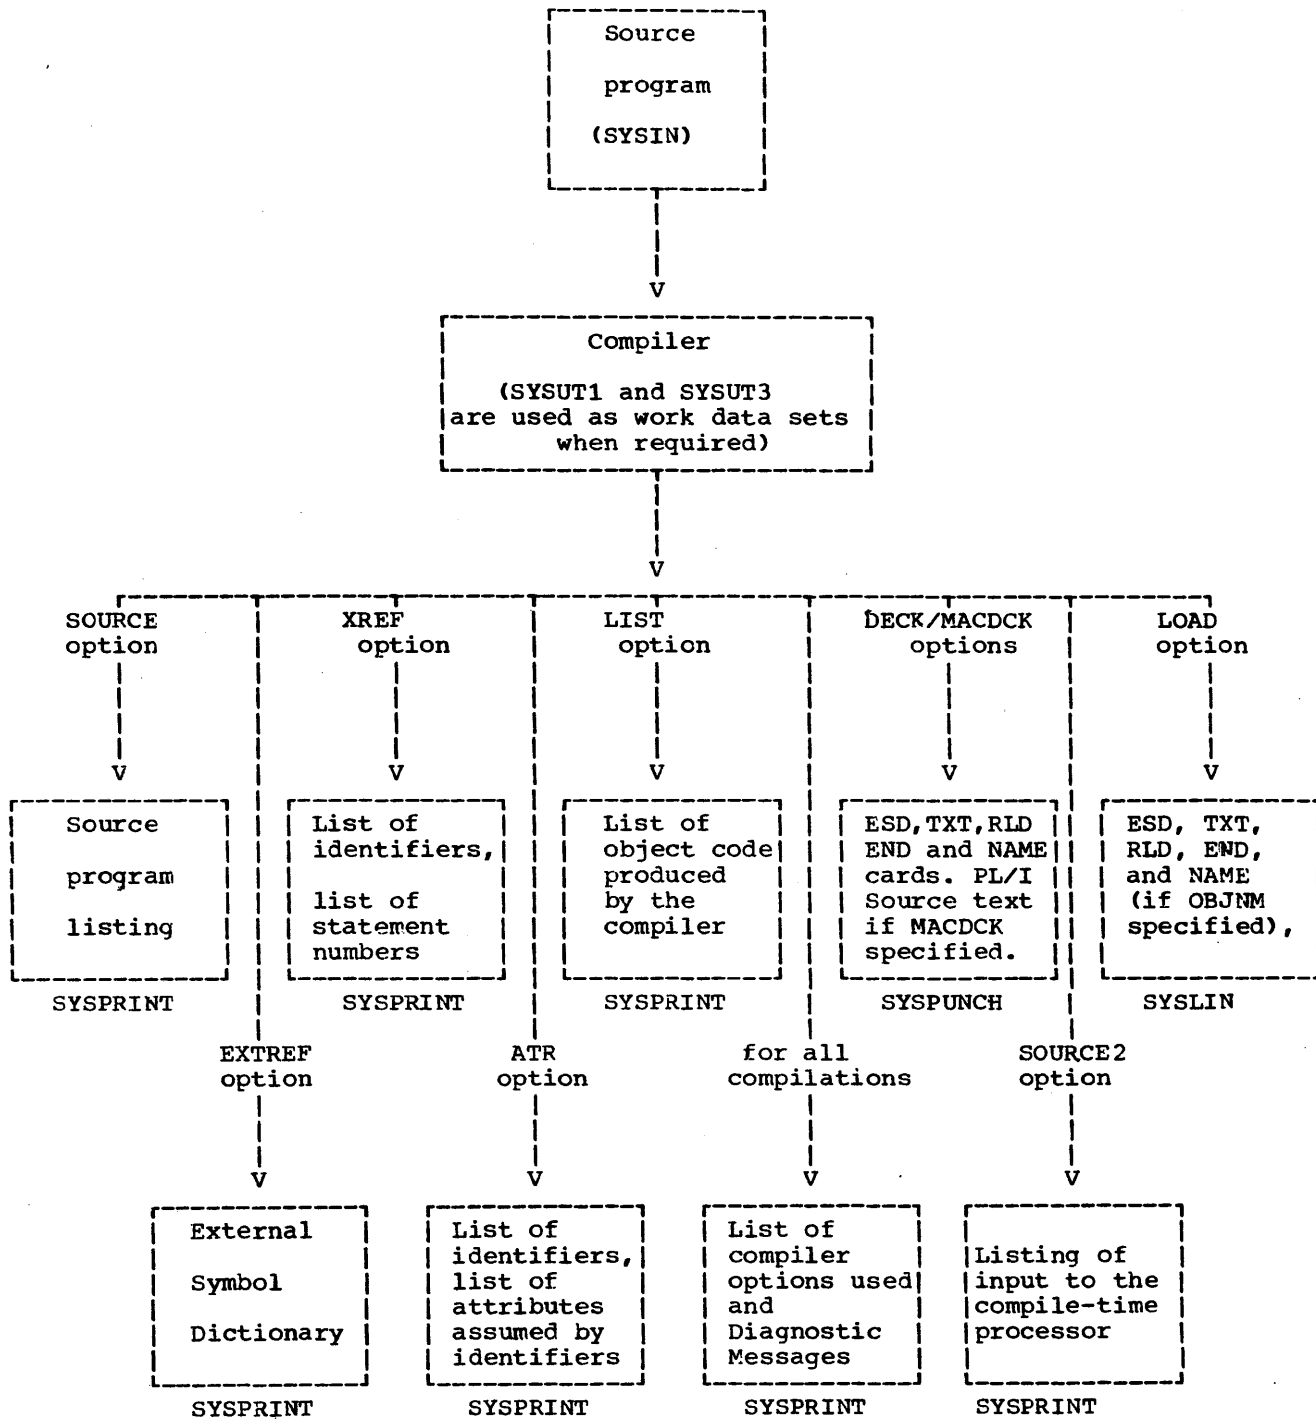 Source
program
(SYSIN)
V
Compiler
(SYSUT1 and SYSUT3
are used as work data sets
when required)
V
SOURCE
option
V
Source
program
listing
SYSPRINT
XREF
option
V
List of
identifiers,
list of
statement
numbers
SYSPRINT
LIST
option
V
List of
object code
produced
by the
compiler
SYSPRINT
DECK/MACDCK
options
V
ESD,TXT,RLD
END and NAME
cards. PL/I
Source text
if MACDCK
specified.
SYSPUNCH
LOAD
option
V
ESD, TXT,
RLD, END,
and NAME
(if OBJNM
specified),
SYSLIN
EXTREF
option
V
External
Symbol
Dictionary
SYSPRINT
ATR
option
V
List of
identifiers,
list of
attributes
assumed by
identifiers
SYSPRINT
for all
compilations
V
List of
compiler
options used
and
Diagnostic
Messages
SYSPRINT
SOURCE2
option
V
Listing of
input to the
compile-time
processor
SYSPRINT